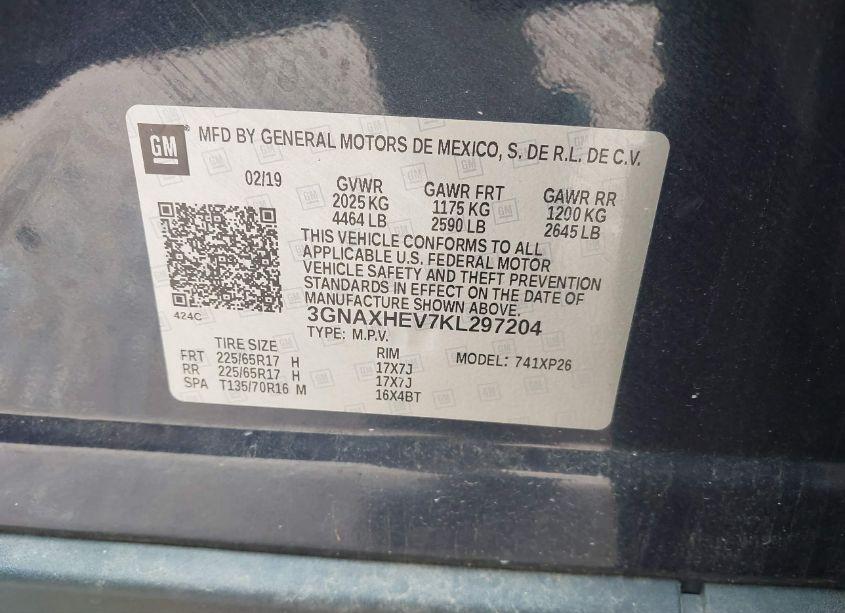 GM
MFD BY GENERAL MOTORS DE MEXICO, S. DE R.L. DE C.V.
02/19 GVWR GAWR FRT GAWR RR
2025 KG 1175 KG 1200 KG
4464 LB 2590 LB 2645 LB
THIS VEHICLE CONFORMS TO ALL
APPLICABLE U.S. FEDERAL MOTOR
VEHICLE SAFETY AND THEFT PREVENTION
STANDARDS IN EFFECT ON THE DATE OF
MANUFACTURE SHOWN ABOVE.
424C
3GNAXHEV7KL297204
TYPE: M.P.V.
TIRE SIZE RIM MODEL: 741XP26
FRT 225/65R17 H 17X7J
RR 225/65R17 H 17X7J
SPA T135/70R16 M 16X4BT